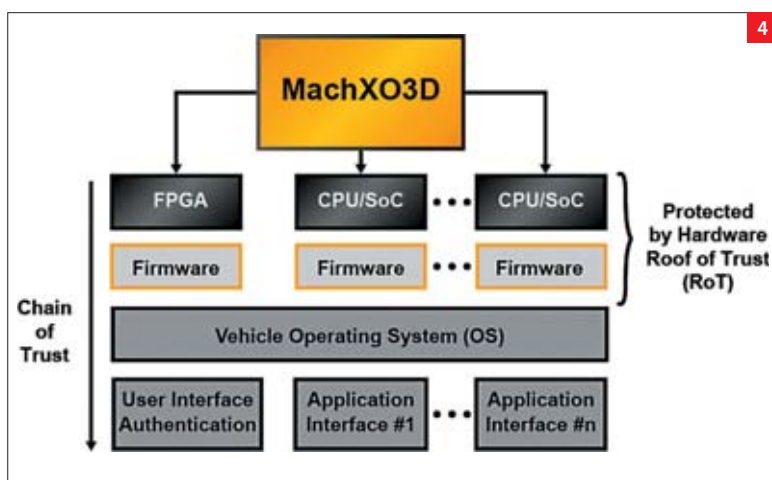 4
MachXO3D
FPGA
CPU/SoC
CPU/SoC
Firmware
Firmware
Firmware
Protected
by Hardware
Roof of Trust
(RoT)
Chain
of
Trust
Vehicle Operating System (OS)
User Interface
Authentication
Application
Interface #1
Application
Interface #n